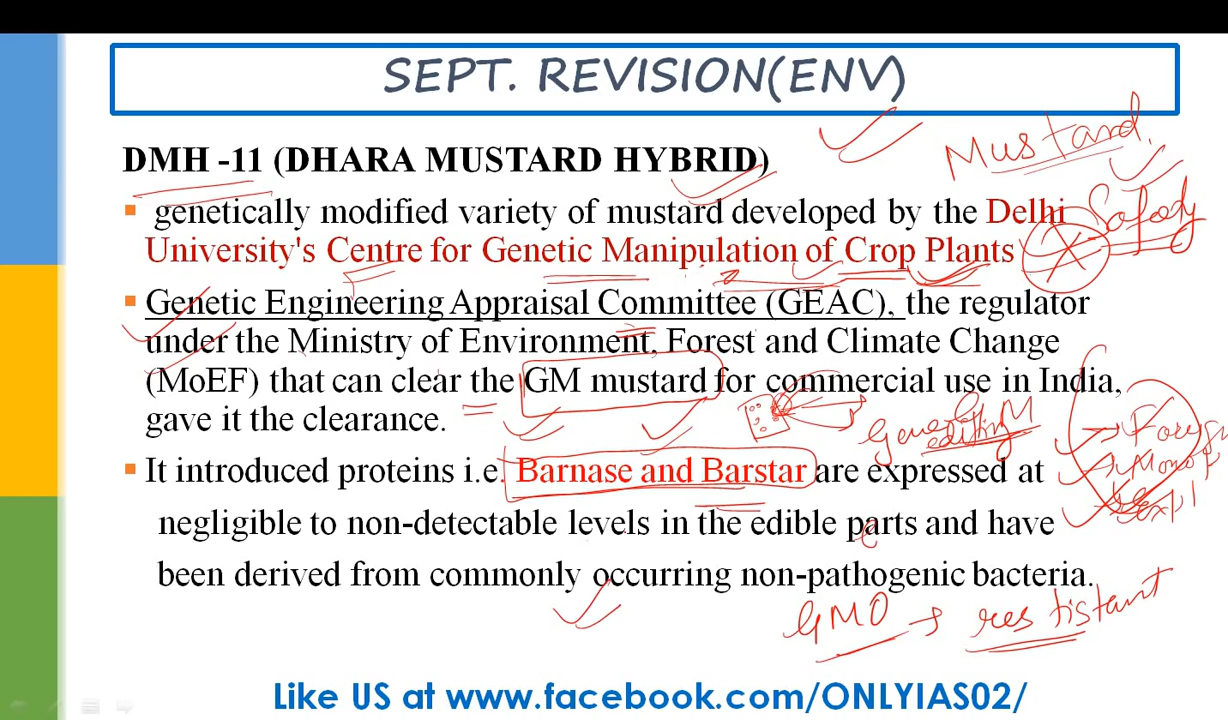 SEPT. REVISION(ENV)
Mustard.
DMH -11 (DHARA MUSTARD HYBRID)
▪ genetically modified variety of mustard developed by the Delhi
Safety
University's Centre for Genetic Manipulation of Crop Plants
▪ Genetic Engineering Appraisal Committee (GEAC), the regulator
under the Ministry of Environment, Forest and Climate Change
(MoEF) that can clear the GM mustard for commercial use in India,
gave it the clearance.
GM
Gene editing
▪ It introduced proteins i.e. Barnase and Barstar are expressed at
negligible to non-detectable levels in the edible parts and have
been derived from commonly occurring non-pathogenic bacteria.
GMO → resistant
Like US at www.facebook.com/ONLYIAS02/